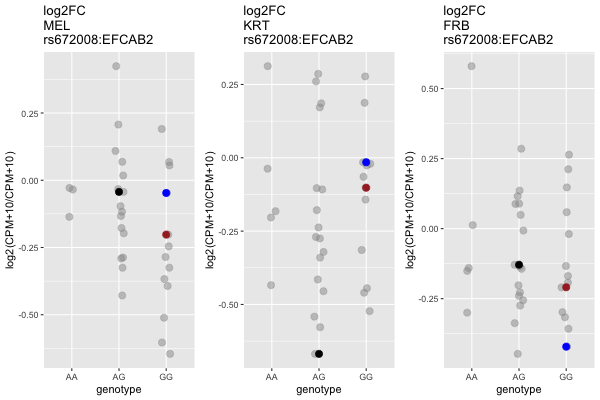 log2FC
MEL
rs672008:EFCAB2
log2(CPM+10/CPM+10)
0.25
0.00
-0.25
-0.50
AA AG GG
genotype
log2FC
KRT
rs672008:EFCAB2
log2(CPM+10/CPM+10)
0.25
0.00
-0.25
-0.50
AA AG GG
genotype
log2FC
FRB
rs672008:EFCAB2
log2(CPM+10/CPM+10)
0.50
0.25
0.00
-0.25
AA AG GG
genotype